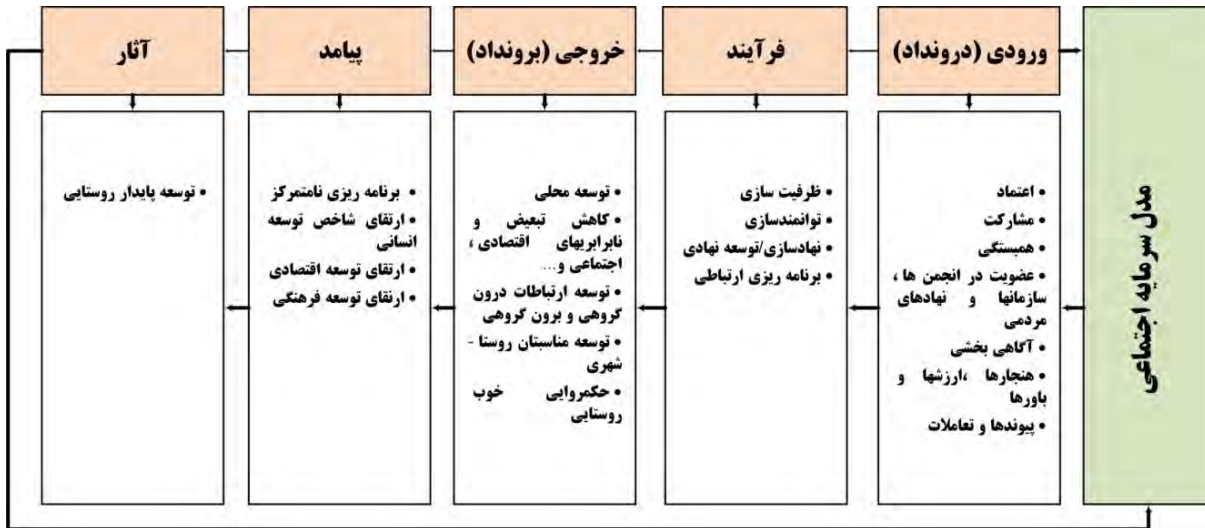 مدل سرمایه اجتماعی
ورودی (درونداد)
• اعتماد
• مشارکت
• همبستگی
• عضویت در انجمن ها ،
سازمانها و نهادهای
مردمی
• آگاهی بخشی
• هنجارها ،ارزشها و
باورها
• پیوندها و تعاملات
فرآیند
• ظرفیت سازی
• توانمندسازی
• نهادسازی/توسعه نهادی
• برنامه ریزی ارتباطی
خروجی (برونداد)
• توسعه محلی
• کاهش تبعیض و
نابرابریهای اقتصادی ،
اجتماعی و...
• توسعه ارتباطات درون
گروهی و برون گروهی
• توسعه مناسبتان روستا -
شهری
• حکمروایی خوب
روستایی
پیامد
• برنامه ریزی نامتمرکز
• ارتقای شاخص توسعه
انسانی
• ارتقای توسعه اقتصادی
• ارتقای توسعه فرهنگی
آثار
• توسعه پایدار روستایی